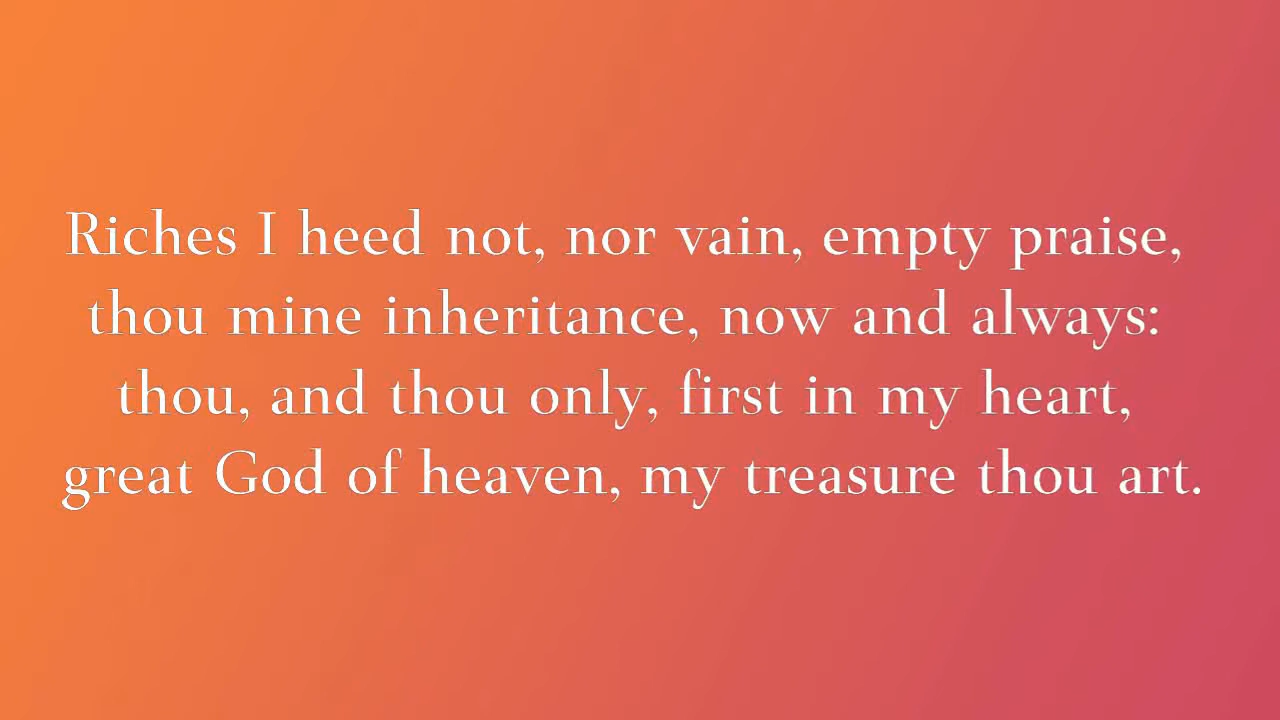 Riches I heed not, nor vain, empty praise,
thou mine inheritance, now and always:
thou, and thou only, first in my heart,
great God of heaven, my treasure thou art.